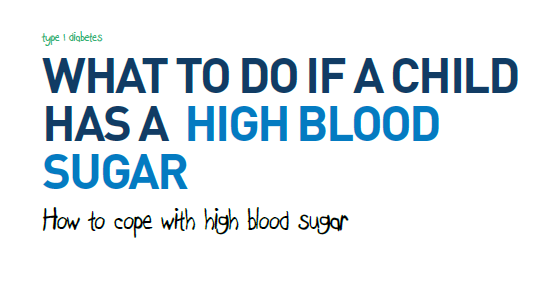 type 1 diabetes
WHAT TO DO IF A CHILD
HAS A HIGH BLOOD
SUGAR
How to cope with high blood sugar